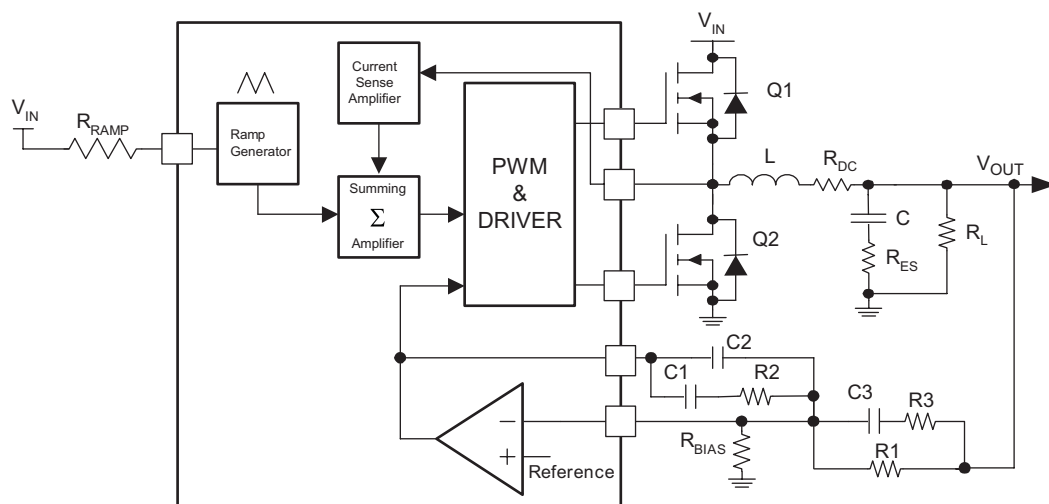 V_IN
R_RAMP
Ramp
Generator
Current
Sense
Amplifier
Summing
Σ
Amplifier
PWM
&
DRIVER
V_IN
Q1
L
R_DC
V_OUT
C
R_ES
R_L
Q2
C2
C1
R2
C3
R3
R_BIAS
R1
−
+
Reference